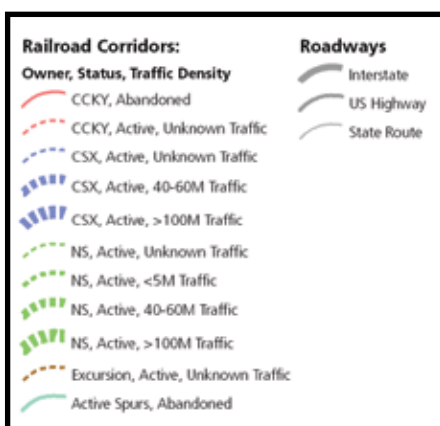 Railroad Corridors:
Owner, Status, Traffic Density
CCKY, Abandoned
CCKY, Active, Unknown Traffic
CSX, Active, Unknown Traffic
CSX, Active, 40-60M Traffic
CSX, Active, >100M Traffic
NS, Active, Unknown Traffic
NS, Active, <5M Traffic
NS, Active, 40-60M Traffic
NS, Active, >100M Traffic
Excursion, Active, Unknown Traffic
Active Spurs, Abandoned
Roadways
Interstate
US Highway
State Route